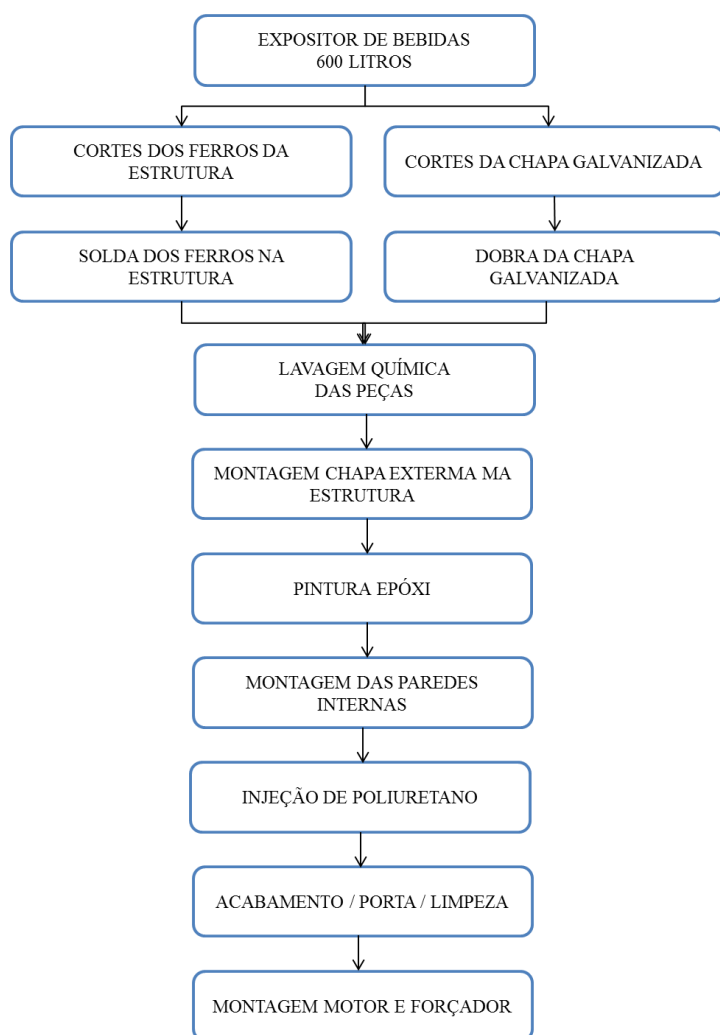 EXPOSITOR DE BEBIDAS
600 LITROS
CORTES DOS FERROS DA
ESTRUTURA
CORTES DA CHAPA GALVANIZADA
SOLDA DOS FERROS NA
ESTRUTURA
DOBRA DA CHAPA
GALVANIZADA
LAVAGEM QUÍMICA
DAS PEÇAS
MONTAGEM CHAPA EXTERMA MA
ESTRUTURA
PINTURA EPÓXI
MONTAGEM DAS PAREDES
INTERNAS
INJEÇÃO DE POLIURETANO
ACABAMENTO / PORTA / LIMPEZA
MONTAGEM MOTOR E FORÇADOR